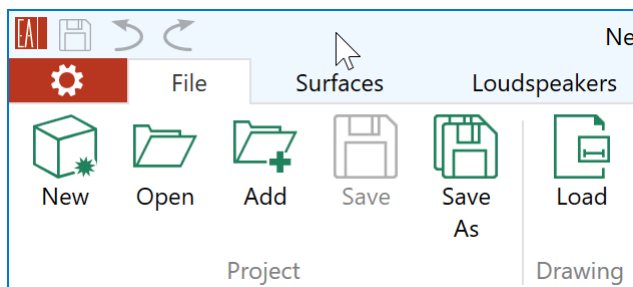 EA
Ne
File Surfaces Loudspeakers
New Open Add Save Save As Load
Project Drawing